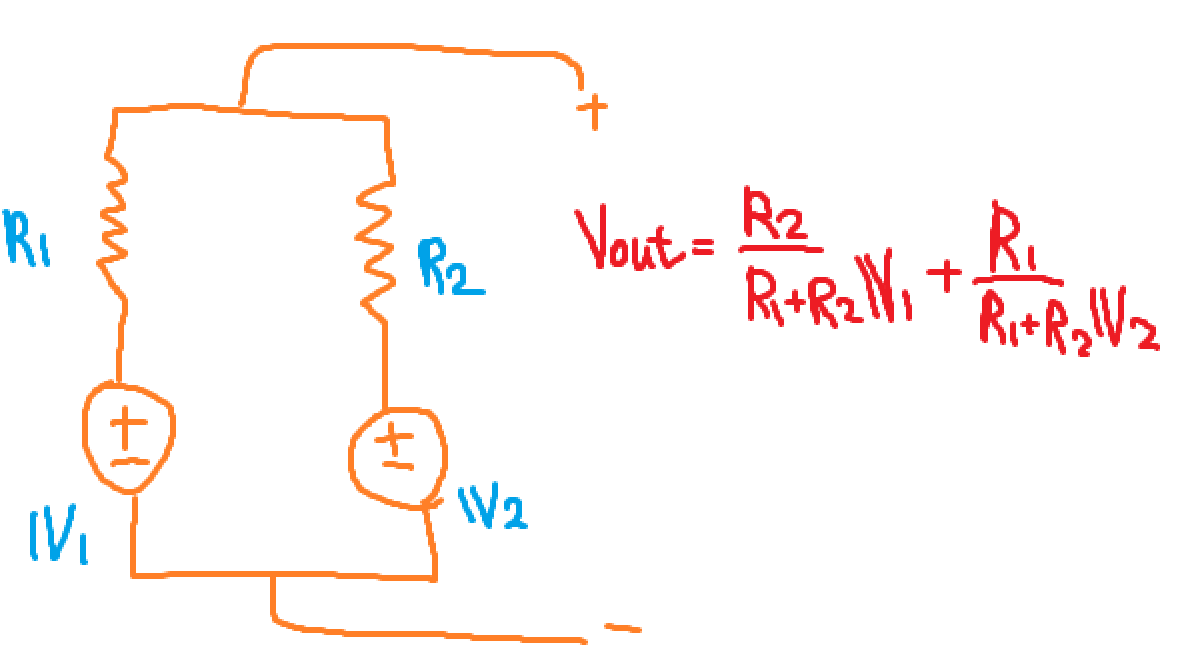 +
R1
R2
Vout = R2/(R1+R2) V1 + R1/(R1+R2) V2
+
−
+
−
V1
V2
−